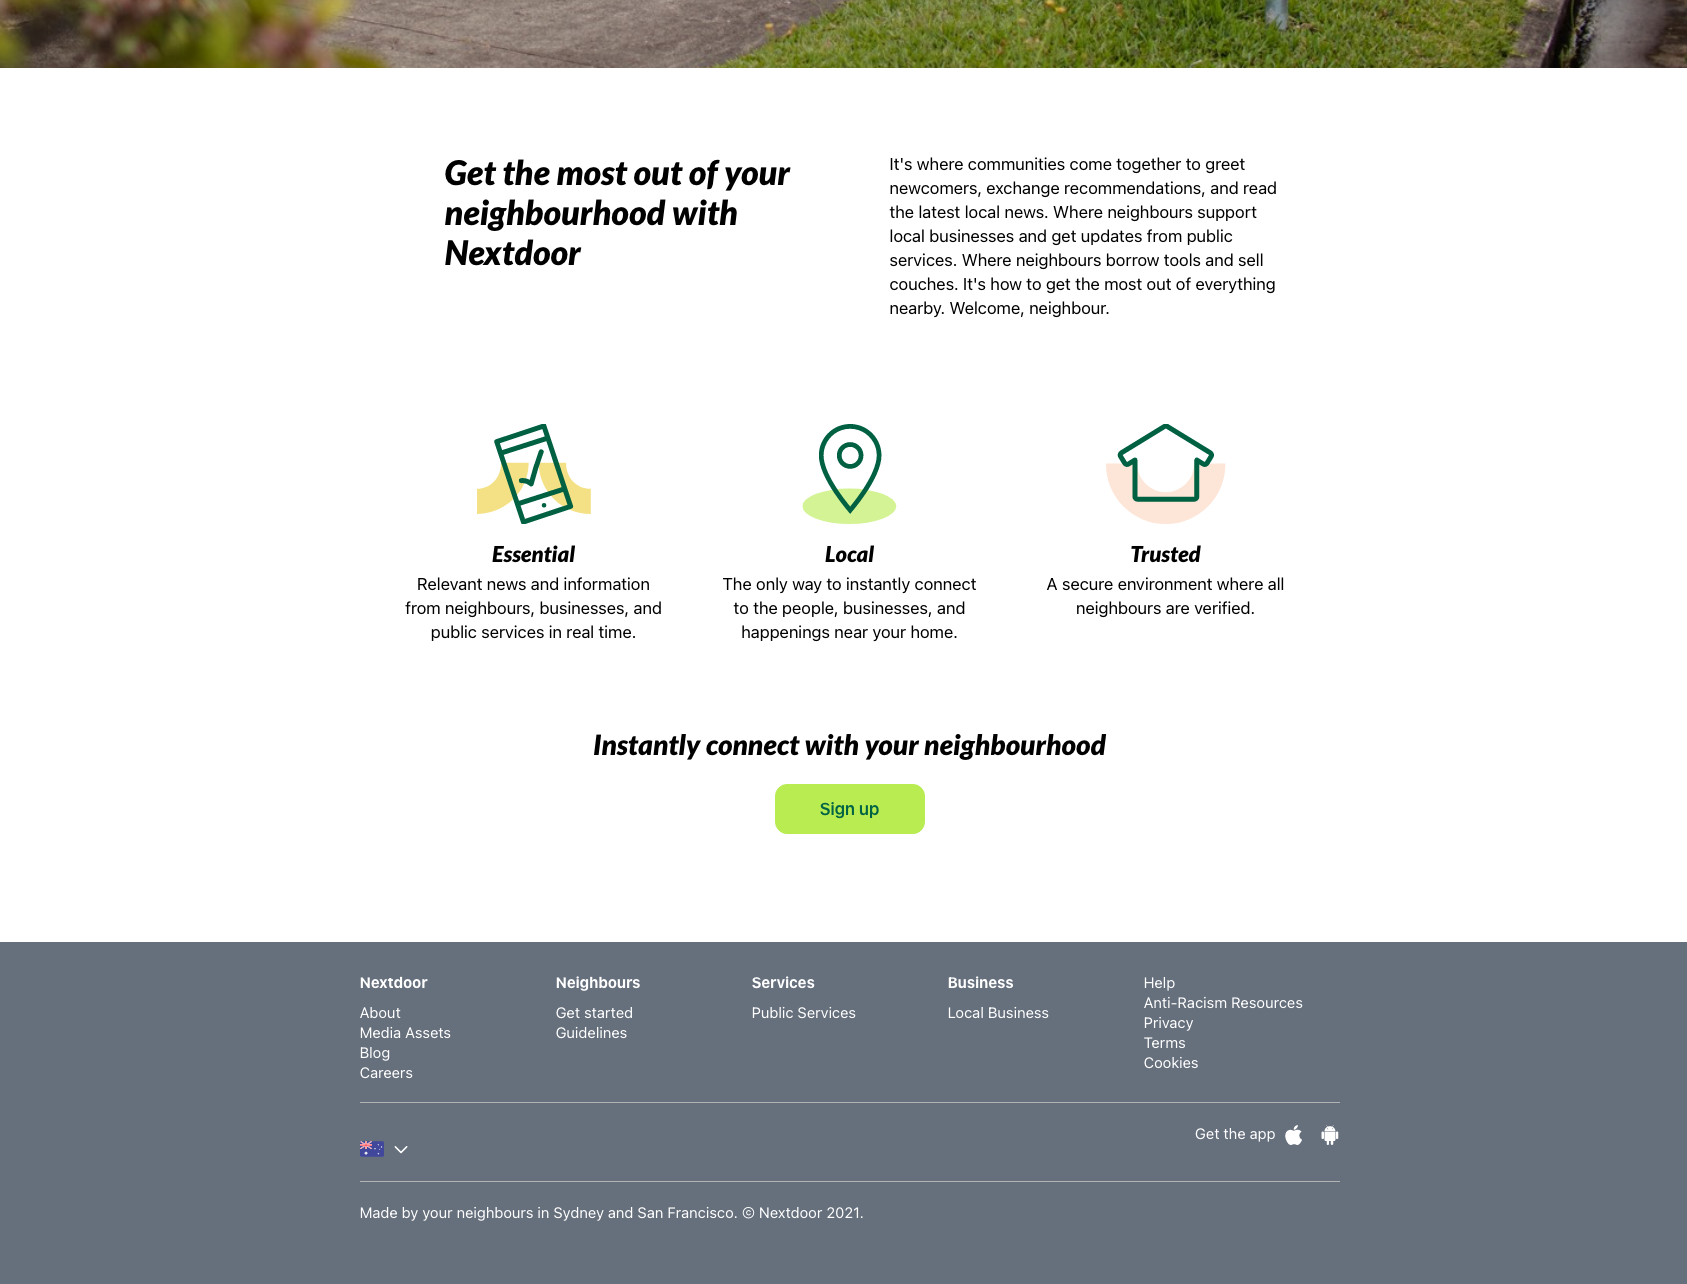 Get the most out of your
neighbourhood with
Nextdoor
It's where communities come together to greet
newcomers, exchange recommendations, and read
the latest local news. Where neighbours support
local businesses and get updates from public
services. Where neighbours borrow tools and sell
couches. It's how to get the most out of everything
nearby. Welcome, neighbour.
Essential
Relevant news and information
from neighbours, businesses, and
public services in real time.
Local
The only way to instantly connect
to the people, businesses, and
happenings near your home.
Trusted
A secure environment where all
neighbours are verified.
Instantly connect with your neighbourhood
Sign up
Nextdoor
About
Media Assets
Blog
Careers
Neighbours
Get started
Guidelines
Services
Public Services
Business
Local Business
Help
Anti-Racism Resources
Privacy
Terms
Cookies
Get the app
Made by your neighbours in Sydney and San Francisco. © Nextdoor 2021.